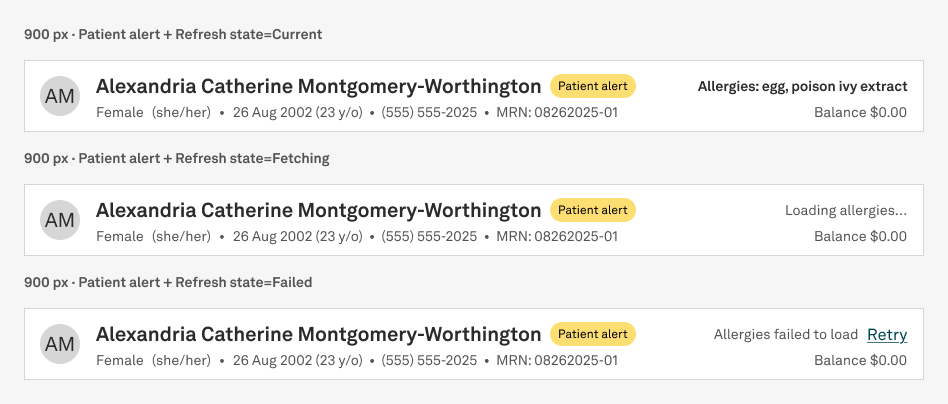 900 px · Patient alert + Refresh state=Current
AM
Alexandria Catherine Montgomery-Worthington Patient alert Allergies: egg, poison ivy extract
Female (she/her) • 26 Aug 2002 (23 y/o) • (555) 555-2025 • MRN: 08262025-01 Balance $0.00
900 px · Patient alert + Refresh state=Fetching
AM
Alexandria Catherine Montgomery-Worthington Patient alert Loading allergies...
Female (she/her) • 26 Aug 2002 (23 y/o) • (555) 555-2025 • MRN: 08262025-01 Balance $0.00
900 px · Patient alert + Refresh state=Failed
AM
Alexandria Catherine Montgomery-Worthington Patient alert Allergies failed to load Retry
Female (she/her) • 26 Aug 2002 (23 y/o) • (555) 555-2025 • MRN: 08262025-01 Balance $0.00